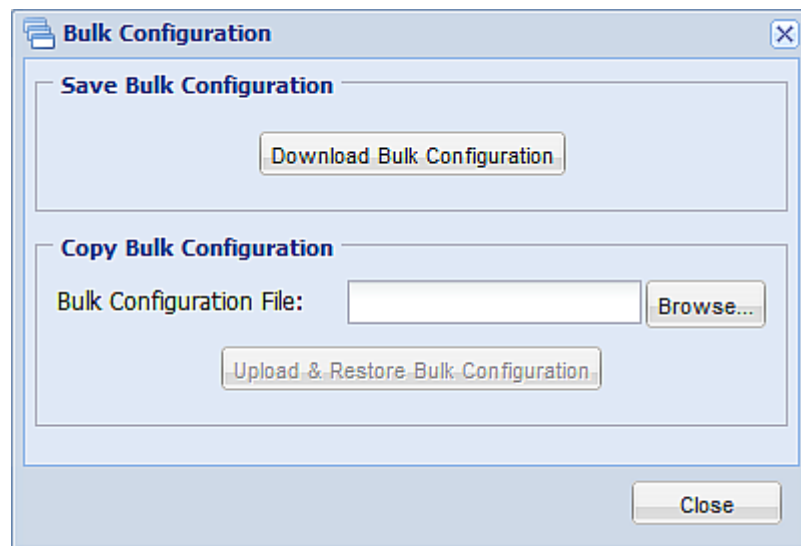 Bulk Configuration
Save Bulk Configuration
Download Bulk Configuration
Copy Bulk Configuration
Bulk Configuration File: Browse...
Upload & Restore Bulk Configuration
Close